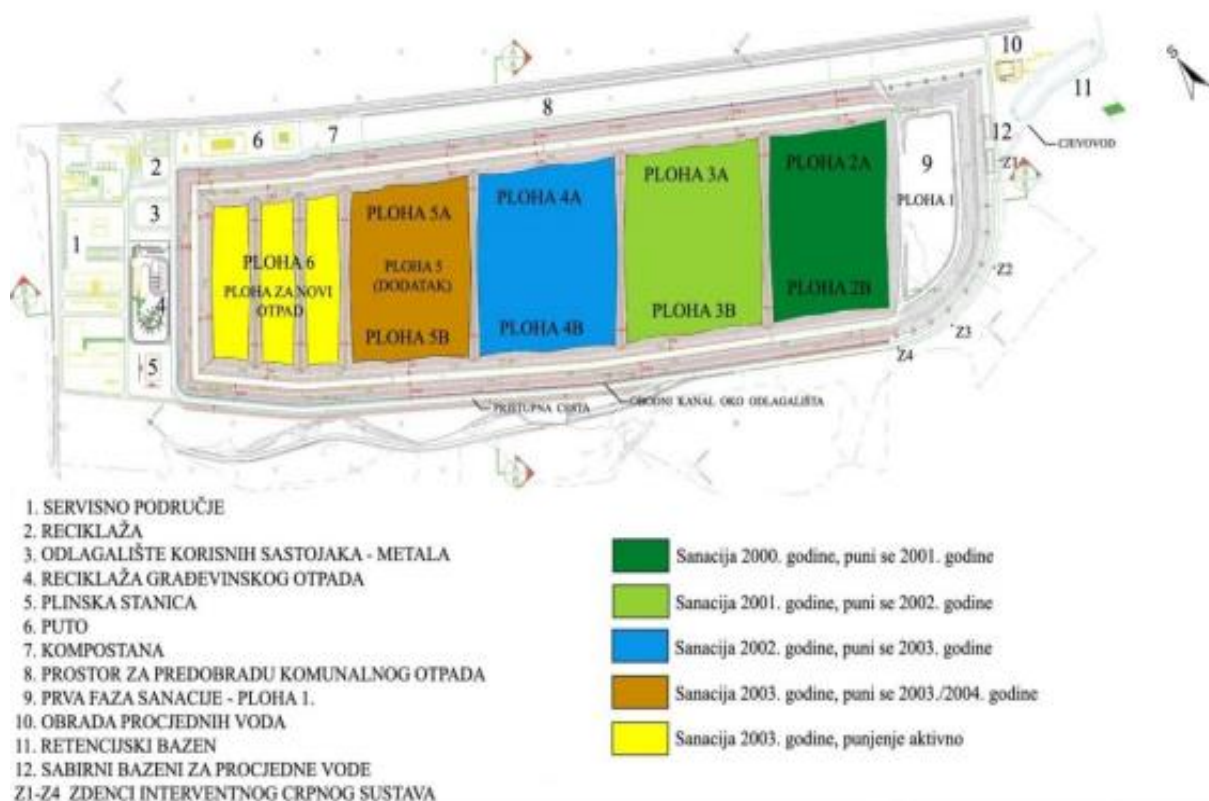 S
10
11
12
CJEVOVOD
Z1
8
6
7
2
3
1
4
5
9
PLOHA 1
PLOHA 2A
PLOHA 3A
PLOHA 4A
PLOHA 5A
PLOHA 6
PLOHA ZA NOVI
OTPAD
PLOHA 5
(DODATAK)
PLOHA 5B
PLOHA 4B
PLOHA 3B
PLOHA 2B
Z2
Z3
Z4
PRISTUPNA CESTA
OBODNI KANAL OKO ODLAGALIŠTA
1. SERVISNO PODRUČJE
2. RECIKLAŽA
3. ODLAGALIŠTE KORISNIH SASTOJAKA - METALA
4. RECIKLAŽA GRAĐEVINSKOG OTPADA
5. PLINSKA STANICA
6. PUTO
7. KOMPOSTANA
8. PROSTOR ZA PREDOBRADU KOMUNALNOG OTPADA
9. PRVA FAZA SANACIJE - PLOHA 1.
10. OBRADA PROCJEDNIH VODA
11. RETENCIJSKI BAZEN
12. SABIRNI BAZENI ZA PROCJEDNE VODE
Z1-Z4 ZDENCI INTERVENTNOG CRPNOG SUSTAVA
Sanacija 2000. godine, puni se 2001. godine
Sanacija 2001. godine, puni se 2002. godine
Sanacija 2002. godine, puni se 2003. godine
Sanacija 2003. godine, puni se 2003./2004. godine
Sanacija 2003. godine, punjenje aktivno